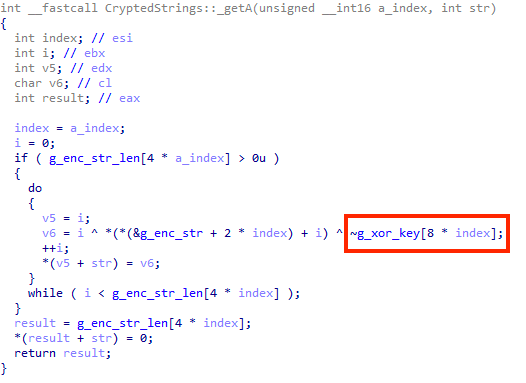 int __fastcall CryptedStrings::_getA(unsigned __int16 a_index, int str)
{
int index; // esi
int i; // ebx
int v5; // edx
char v6; // cl
int result; // eax
index = a_index;
i = 0;
if ( g_enc_str_len[4 * a_index] > 0u )
{
do
{
v5 = i;
v6 = i ^ *(*(&g_enc_str + 2 * index) + i) ^ ~g_xor_key[8 * index];
++i;
*(v5 + str) = v6;
}
while ( i < g_enc_str_len[4 * index] );
}
result = g_enc_str_len[4 * index];
*(result + str) = 0;
return result;
}